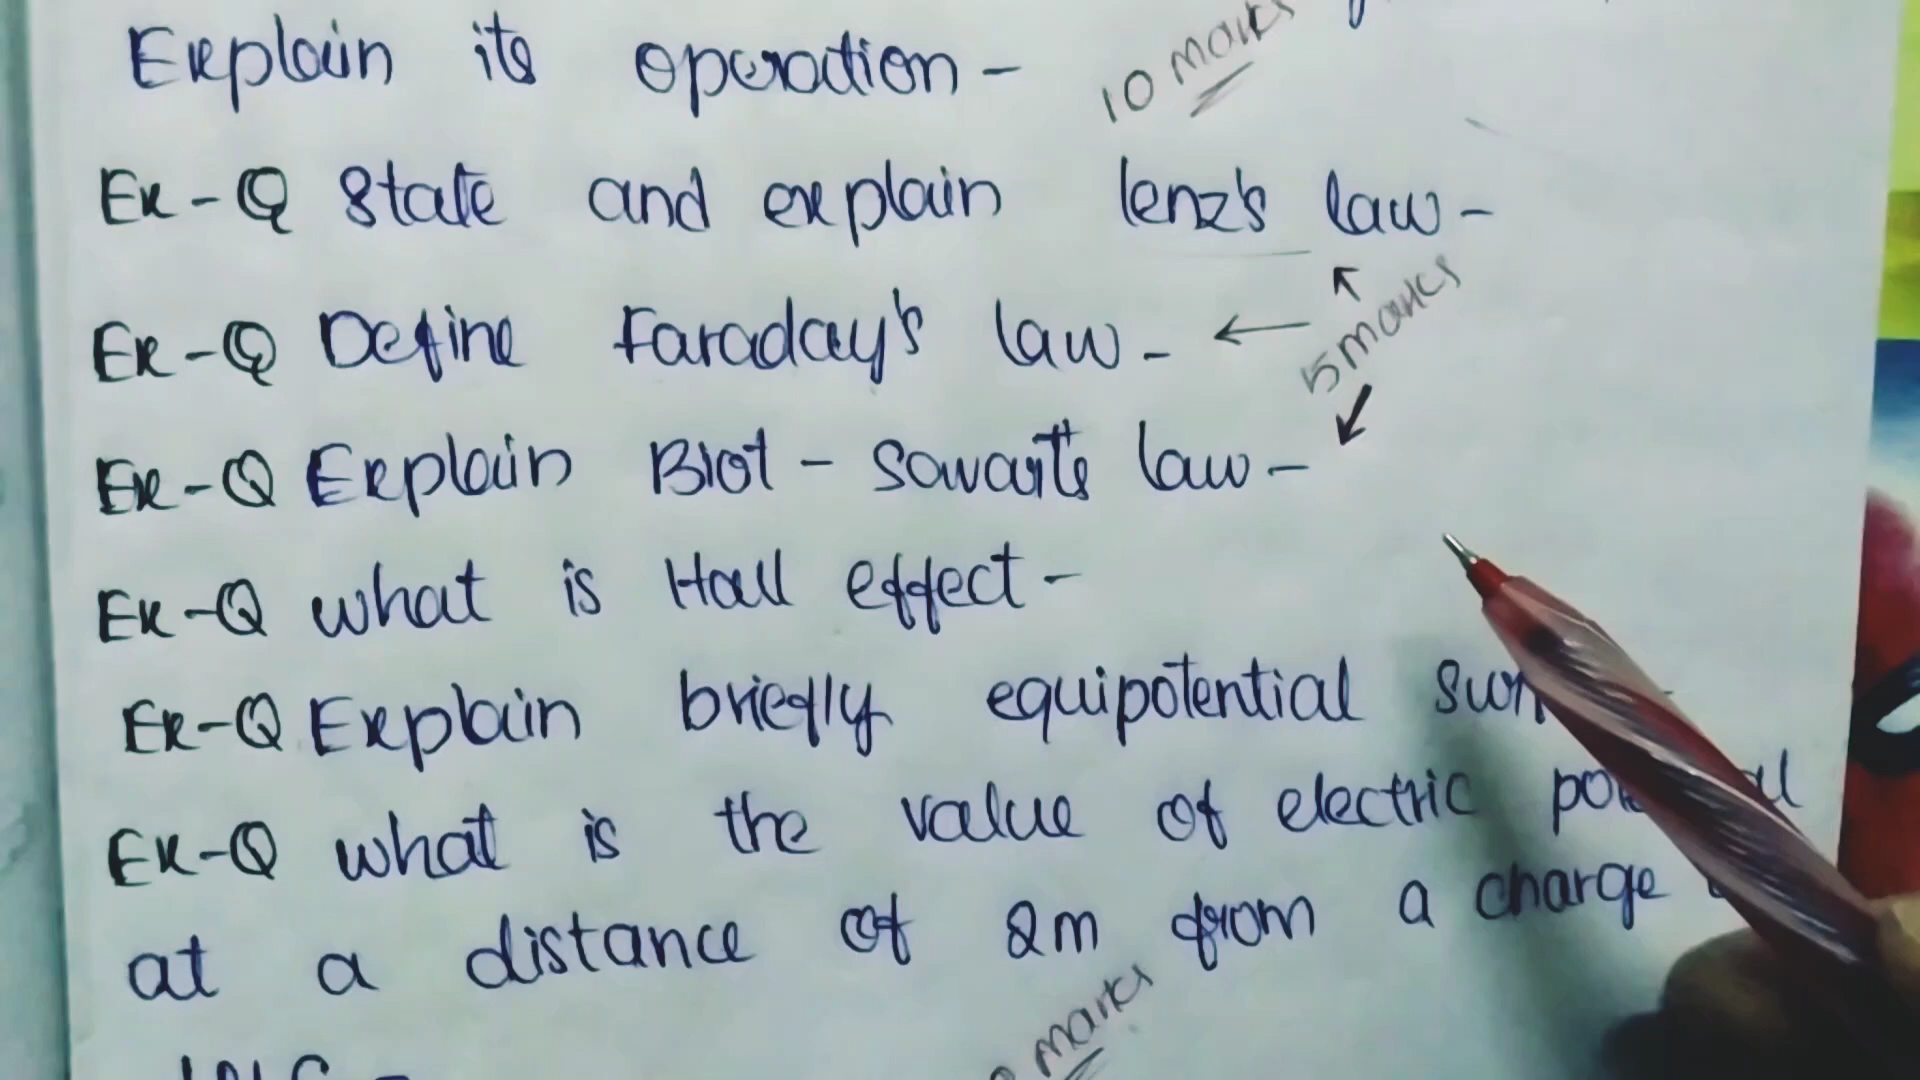 Explain its operation -
10 marks
Ex-Q State and explain lenz's law -
Ex-Q Define Faraday's law - ←
5 marks
Ex-Q Explain Biot - Savart's law -
Ex-Q what is Hall effect -
Ex-Q Explain briefly equipotential
Ex-Q what is the value of electric
at a distance of 2m from a charge
marks